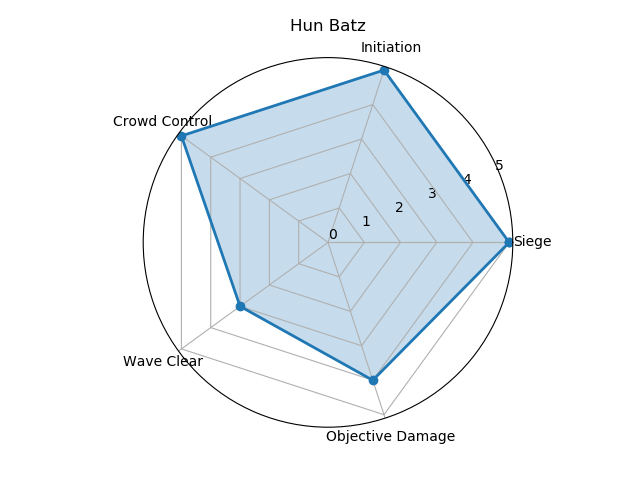 Hun Batz
Initiation
Crowd Control
5
4
3
2
1
0
Siege
Wave Clear
Objective Damage